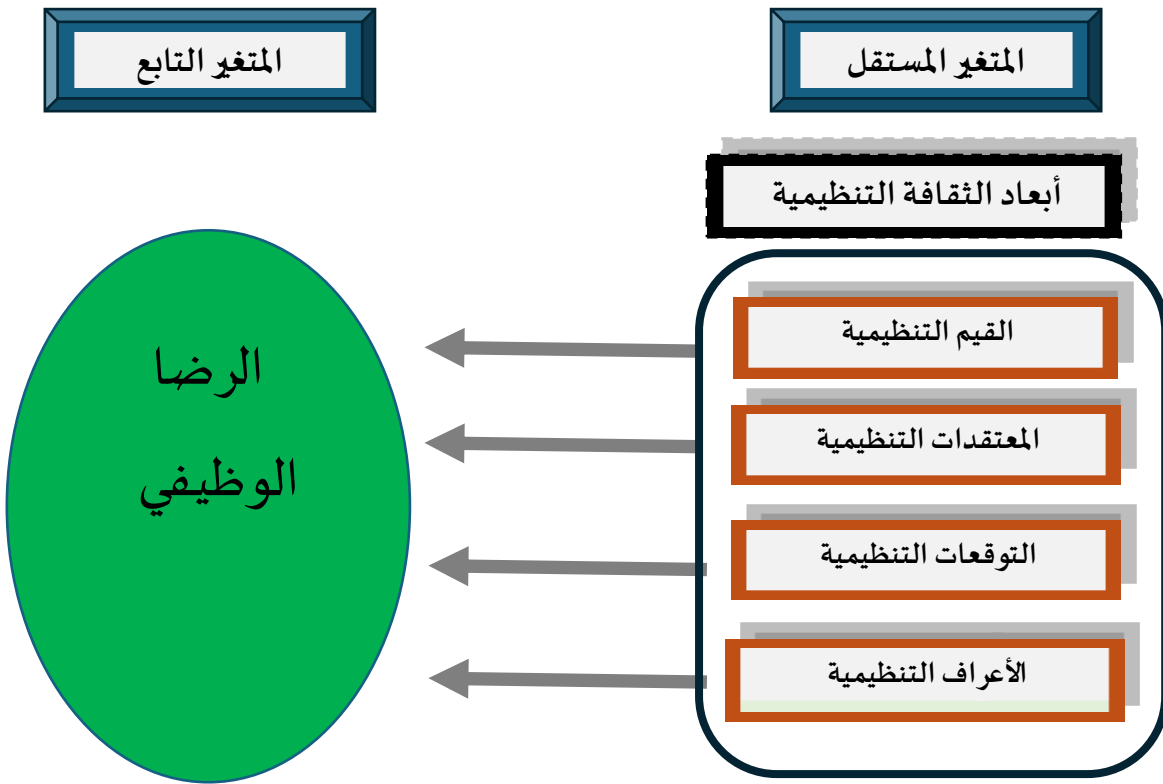 المتغير المستقل
المتغير التابع
أبعاد الثقافة التنظيمية
القيم التنظيمية
المعتقدات التنظيمية
التوقعات التنظيمية
الأعراف التنظيمية
الرضا
الوظيفي